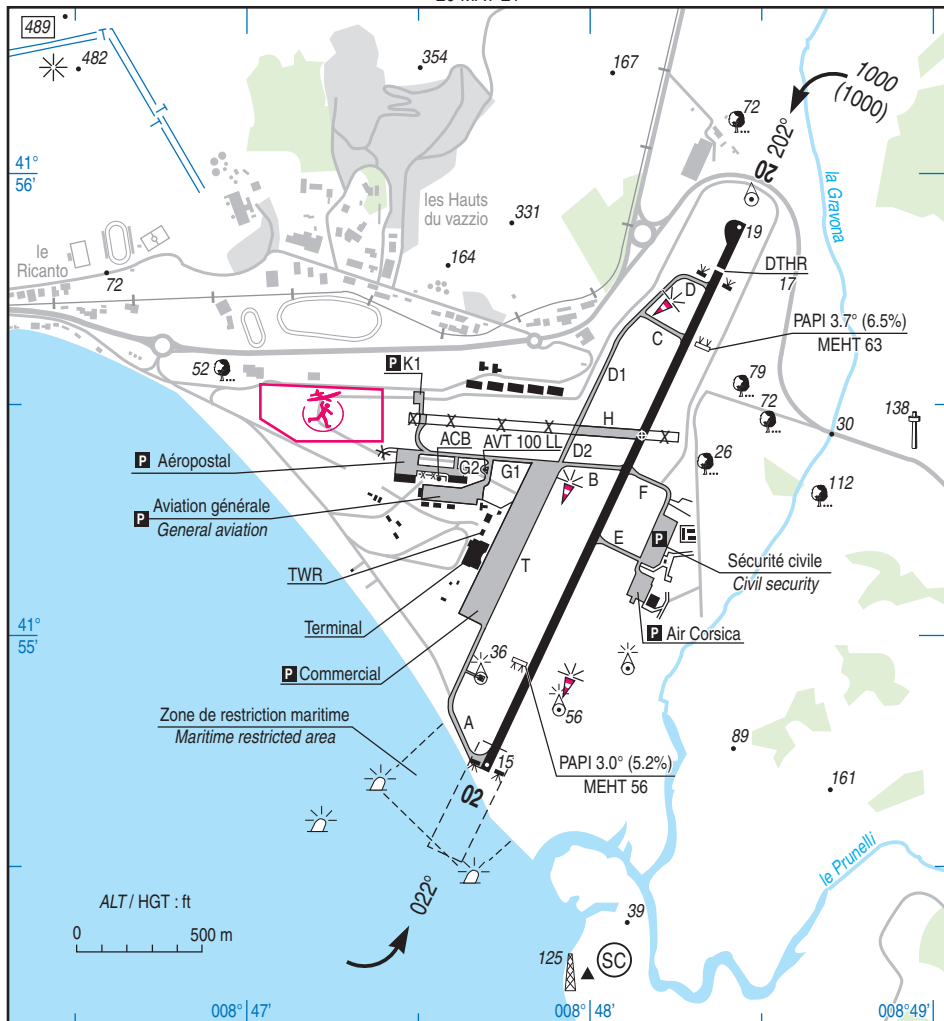 489
482
354
167
1000
(1000)
72
202°
20
41°
56'
la Gravona
les Hauts
du vazzio
331
19
le
Ricanto
164
DTHR
17
72
D
PAPI 3.7° (6.5%)
MEHT 63
C
52
P K1
D1
79
72
138
H
30
ACB
AVT 100 LL
D2
26
P Aéropostal
G2
G1
B
F
112
Aviation générale
P General aviation
P
E
Sécurité civile
Civil security
TWR
T
Terminal
41°
55'
P Air Corsica
36
P Commercial
Zone de restriction maritime
Maritime restricted area
56
A
89
15
PAPI 3.0° (5.2%)
MEHT 56
161
02
le Prunelli
022°
ALT / HGT : ft
0 500 m
39
125
SC
008° 47'
008° 48'
008° 49'